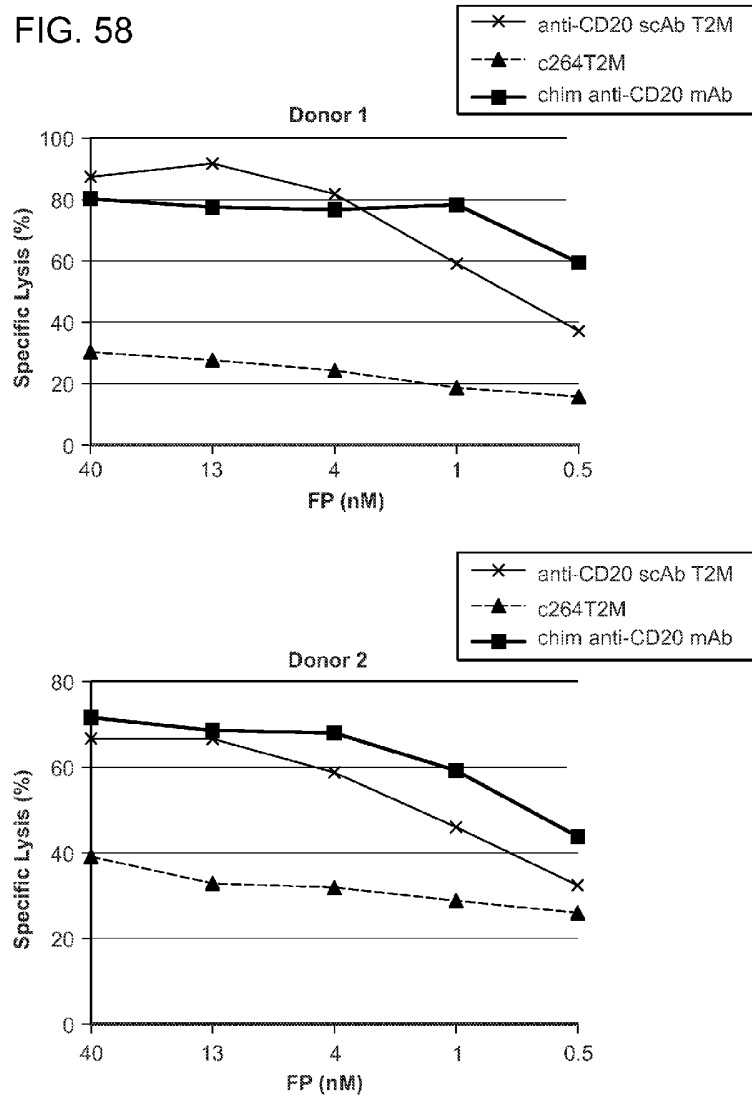 FIG. 58
anti-CD20 scAb T2M
c264T2M
chim anti-CD20 mAb
Donor 1
Specific Lysis (%)
100
80
60
40
20
0
40 13 4 1 0.5
FP (nM)
anti-CD20 scAb T2M
c264T2M
chim anti-CD20 mAb
Donor 2
Specific Lysis (%)
80
60
40
20
0
40 13 4 1 0.5
FP (nM)